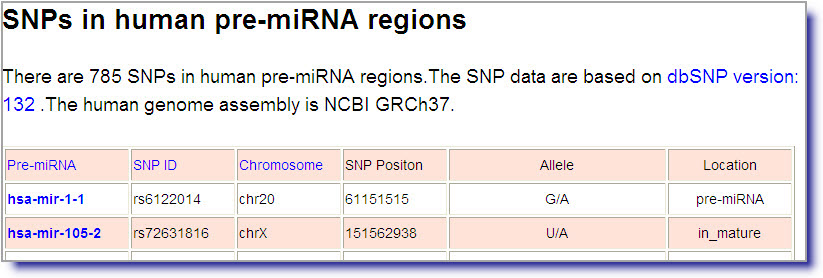 SNPs in human pre-miRNA regions
There are 785 SNPs in human pre-miRNA regions.The SNP data are based on dbSNP version:
132 .The human genome assembly is NCBI GRCh37.
Pre-miRNA SNP ID Chromosome SNP Positon Allele Location
hsa-mir-1-1 rs6122014 chr20 61151515 G/A pre-miRNA
hsa-mir-105-2 rs72631816 chrX 151562938 U/A in_mature